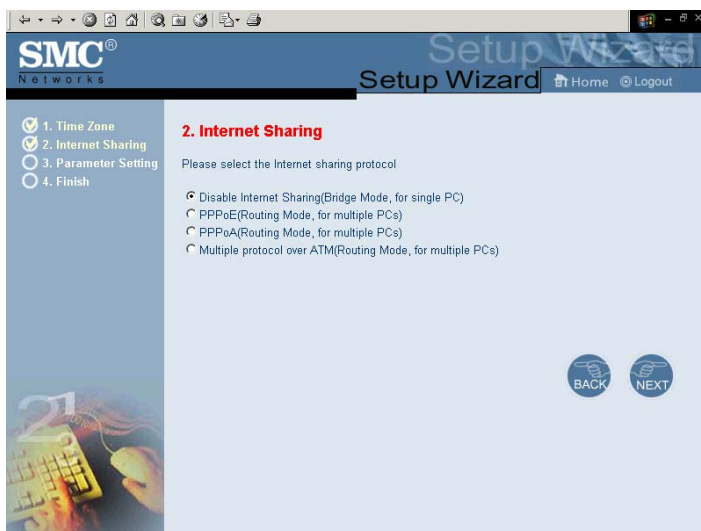 SMC®
Networks
Setup Wizard
Setup Wizard
Home
Logout
1. Time Zone
2. Internet Sharing
3. Parameter Setting
4. Finish
2. Internet Sharing
Please select the Internet sharing protocol
Disable Internet Sharing(Bridge Mode, for single PC)
PPPoE(Routing Mode, for multiple PCs)
PPPoA(Routing Mode, for multiple PCs)
Multiple protocol over ATM(Routing Mode, for multiple PCs)
BACK
NEXT
2